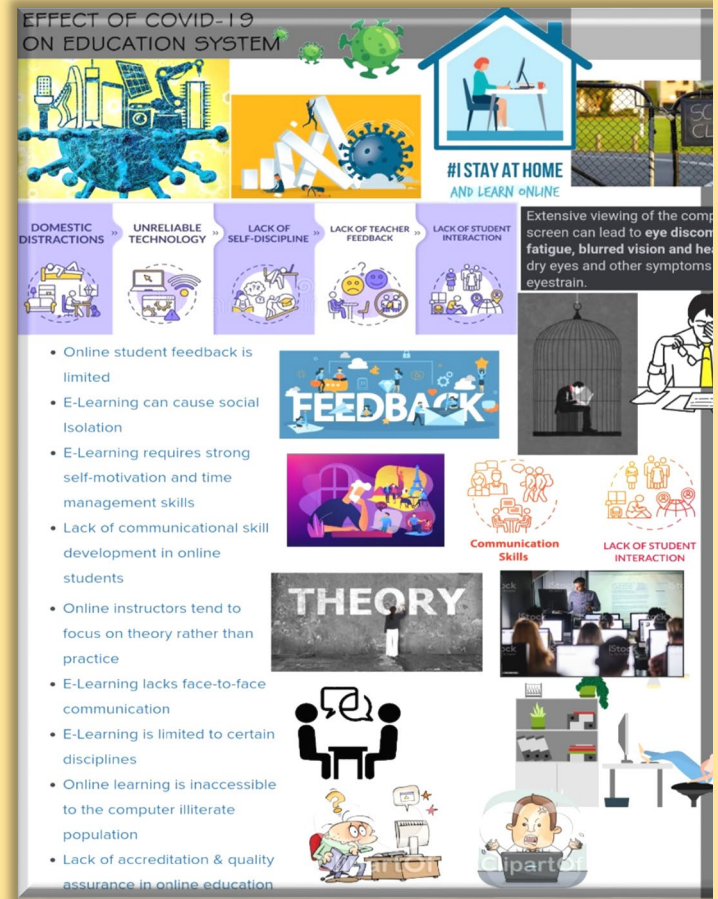 EFFECT OF COVID-19
ON EDUCATION SYSTEM
#I STAY AT HOME
AND LEARN ONLINE
DOMESTIC
DISTRACTIONS
»
UNRELIABLE
TECHNOLOGY
»
LACK OF
SELF-DISCIPLINE
»
LACK OF TEACHER
FEEDBACK
»
LACK OF STUDENT
INTERACTION
Extensive viewing of the comp
screen can lead to eye discom
fatigue, blurred vision and hea
dry eyes and other symptoms
eyestrain.
• Online student feedback is
limited
• E-Learning can cause social
Isolation
• E-Learning requires strong
self-motivation and time
management skills
• Lack of communicational skill
development in online
students
• Online instructors tend to
focus on theory rather than
practice
• E-Learning lacks face-to-face
communication
• E-Learning is limited to certain
disciplines
• Online learning is inaccessible
to the computer illiterate
population
• Lack of accreditation & quality
assurance in online education
FEEDBACK
Communication
Skills
LACK OF STUDENT
INTERACTION
THEORY
iStock
ClipartOf